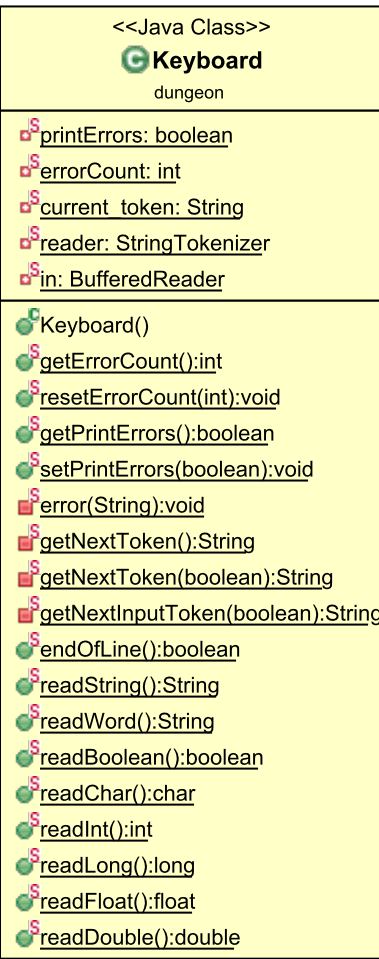 <<Java Class>>
C Keyboard
dungeon
S printErrors: boolean
S errorCount: int
S current_token: String
S reader: StringTokenizer
S in: BufferedReader
C Keyboard()
S getErrorCount():int
S resetErrorCount(int):void
S getPrintErrors():boolean
S setPrintErrors(boolean):void
S error(String):void
S getNextToken():String
S getNextToken(boolean):String
S getNextInputToken(boolean):String
S endOfLine():boolean
S readString():String
S readWord():String
S readBoolean():boolean
S readChar():char
S readInt():int
S readLong():long
S readFloat():float
S readDouble():double